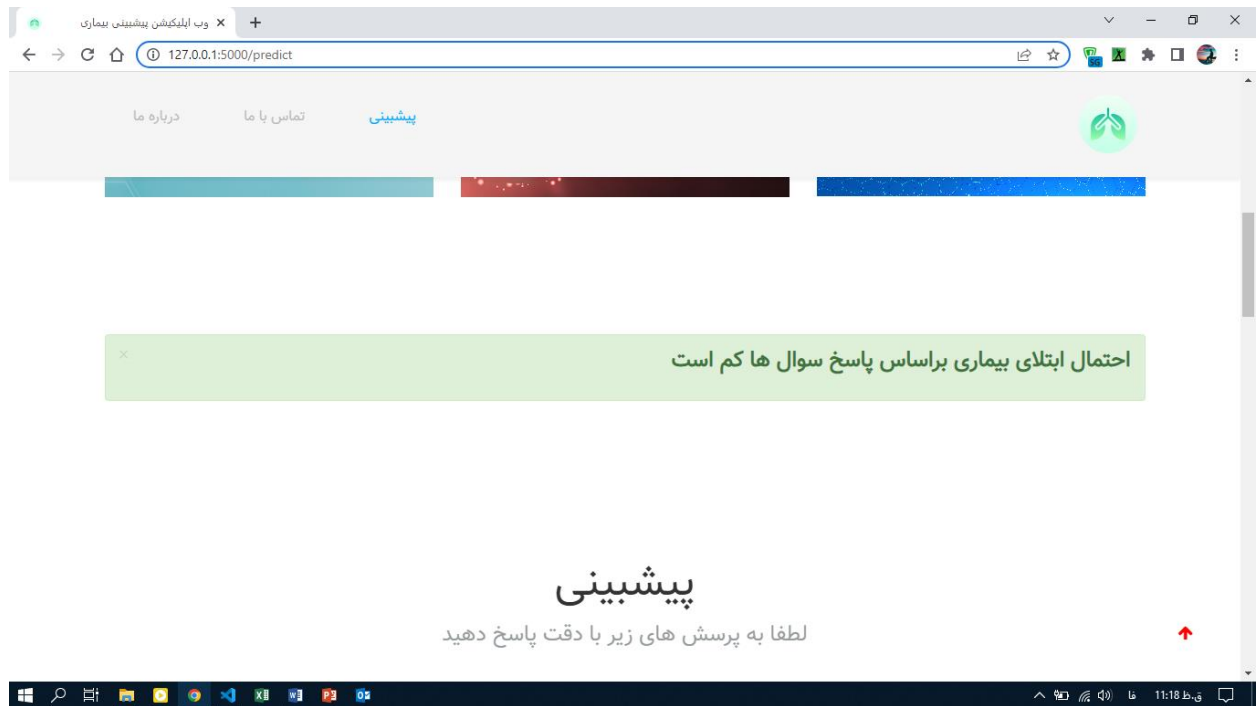 وب اپلیکیشن پیشبینی بیماری
127.0.0.1:5000/predict
SG
پیشبینی
تماس با ما
درباره ما
احتمال ابتلای بیماری براساس پاسخ سوال ها کم است
×
پیشبینی
لطفا به پرسش های زیر با دقت پاسخ دهید
فا
11:18 ق.ظ